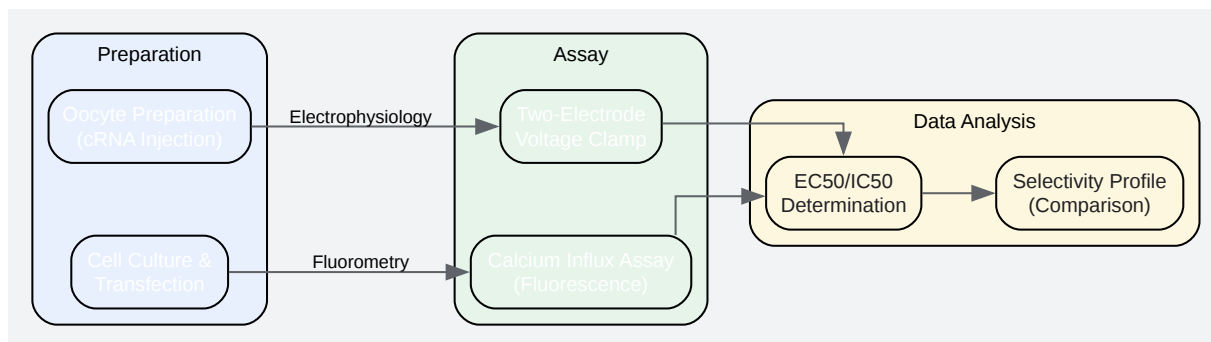 Preparation
Oocyte Preparation
(cRNA Injection)
Cell Culture &
Transfection
Electrophysiology
Fluorometry
Assay
Two-Electrode
Voltage Clamp
Calcium Influx Assay
(Fluorescence)
Data Analysis
EC50/IC50
Determination
Selectivity Profile
(Comparison)